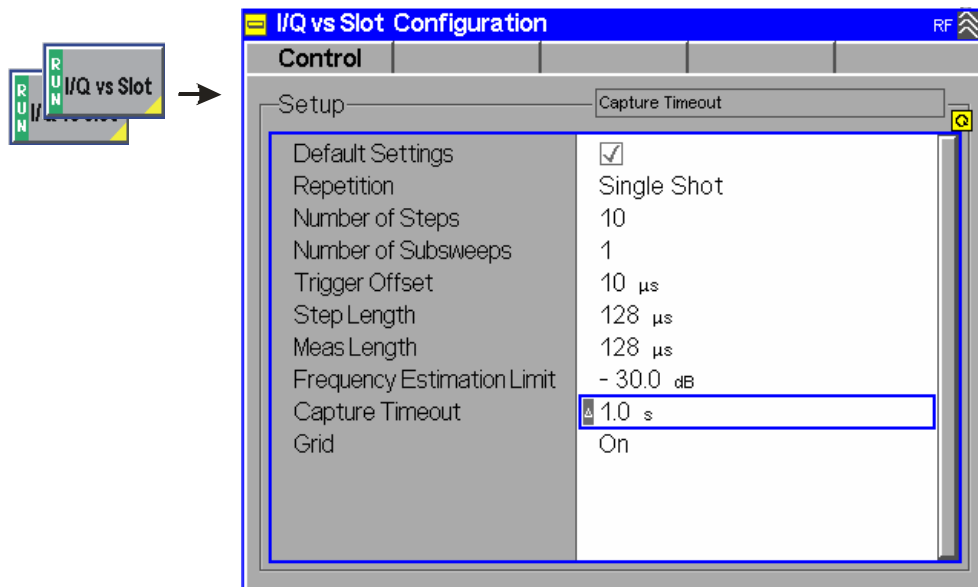 I/Q vs Slot Configuration RF
Control
RUN I/Q vs Slot
RUN
Setup Capture Timeout
Default Settings
Repetition Single Shot
Number of Steps 10
Number of Subsweeps 1
Trigger Offset 10 µs
Step Length 128 µs
Meas Length 128 µs
Frequency Estimation Limit - 30.0 dB
Capture Timeout 1.0 s
Grid On